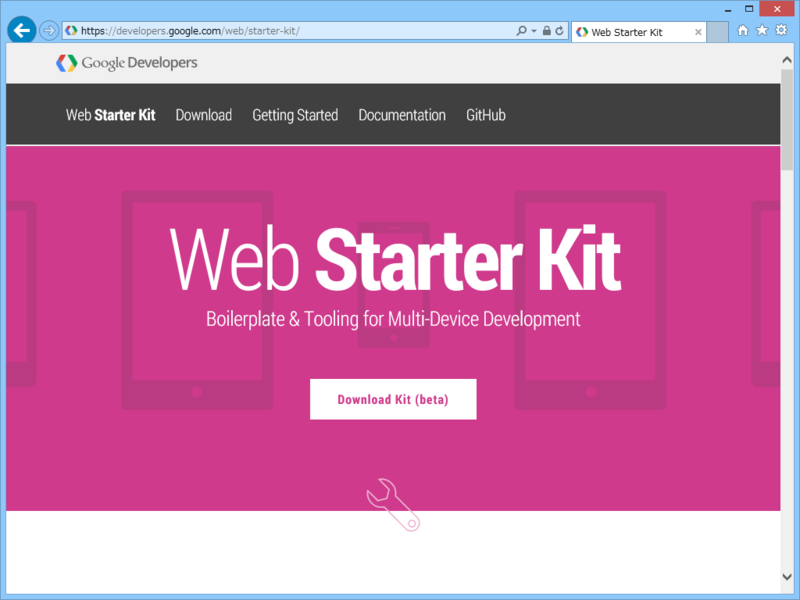 https://developers.google.com/web/starter-kit/
Web Starter Kit
Google Developers
Web Starter Kit Download Getting Started Documentation GitHub
Web Starter Kit
Boilerplate & Tooling for Multi-Device Development
Download Kit (beta)